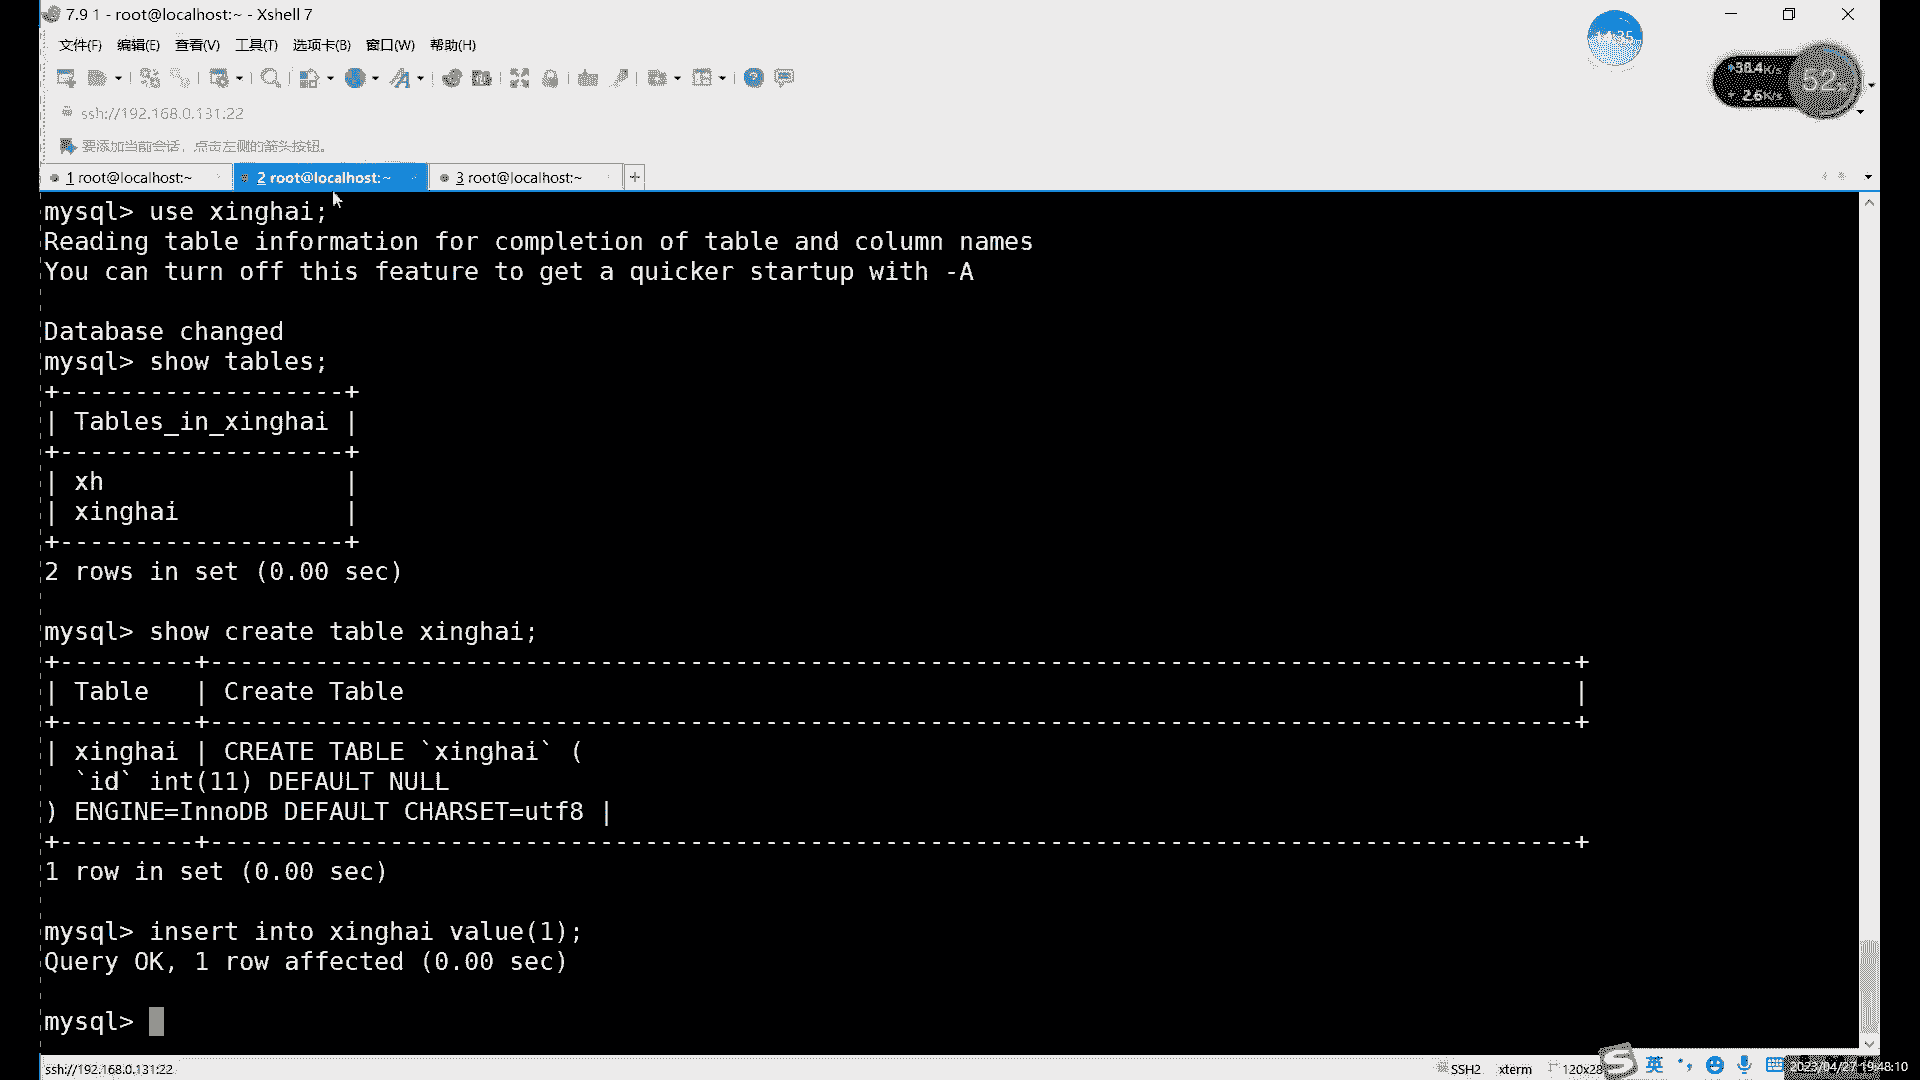 7.9 1 - root@localhost:~ - Xshell 7
文件(F) 编辑(E) 查看(V) 工具(T) 选项卡(B) 窗口(W) 帮助(H)
14:35
38.4K/s
+ 2.6K/s
52
ssh://192.168.0.131:22
要添加当前会话，点击左侧的箭头按钮。
1 root@localhost:~ 2 root@localhost:~ 3 root@localhost:~ +
mysql> use xinghai;
Reading table information for completion of table and column names
You can turn off this feature to get a quicker startup with -A
Database changed
mysql> show tables;
+-------------------+
| Tables_in_xinghai |
+-------------------+
| xh                |
| xinghai           |
+-------------------+
2 rows in set (0.00 sec)
mysql> show create table xinghai;
+---------+-------------------------------------------------------------------------------------------+
| Table   | Create Table                                                                              |
+---------+-------------------------------------------------------------------------------------------+
| xinghai | CREATE TABLE `xinghai` (
  `id` int(11) DEFAULT NULL
) ENGINE=InnoDB DEFAULT CHARSET=utf8 |
+---------+-------------------------------------------------------------------------------------------+
1 row in set (0.00 sec)
mysql> insert into xinghai value(1);
Query OK, 1 row affected (0.00 sec)
mysql>
ssh://192.168.0.131:22 SSH2 xterm 120x28 英 2023/04/27 19:48:10